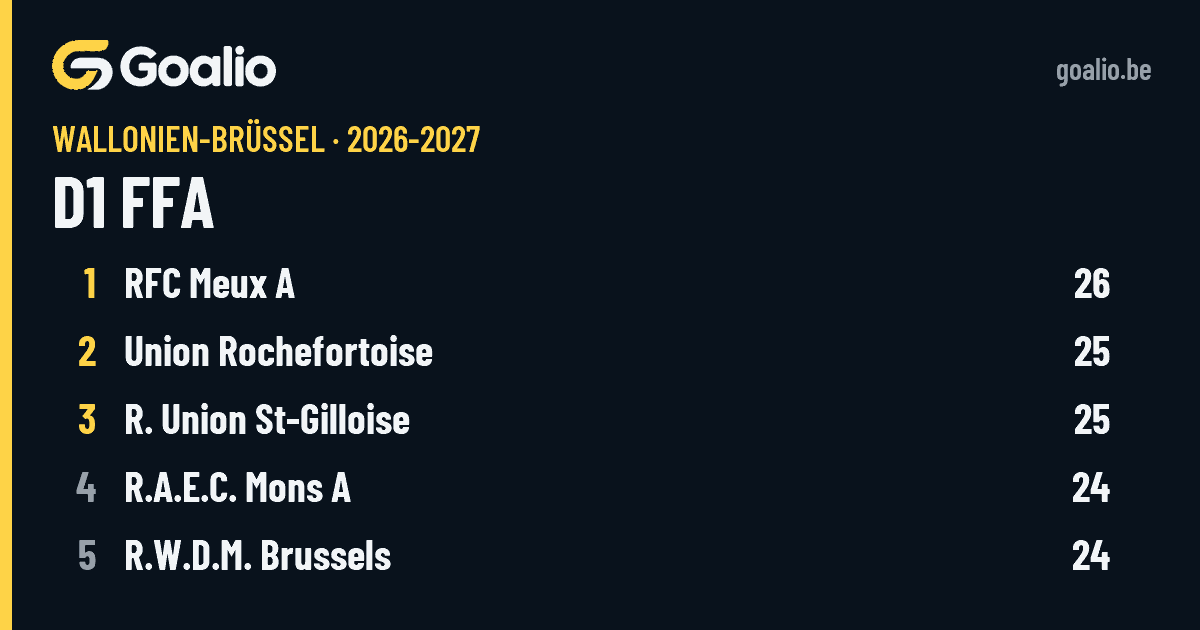 Goalio
goalio.be
WALLONIEN-BRÜSSEL · 2026-2027
D1 FFA
1 RFC Meux A 26
2 Union Rochefortoise 25
3 R. Union St-Gilloise 25
4 R.A.E.C. Mons A 24
5 R.W.D.M. Brussels 24